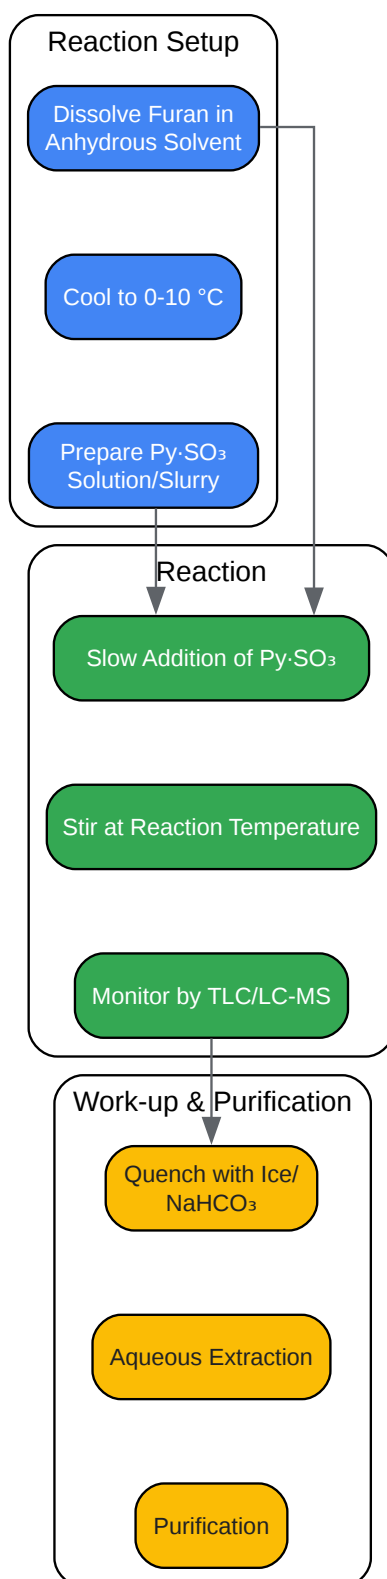 Reaction Setup
Dissolve Furan in
Anhydrous Solvent
Cool to 0-10 °C
Prepare Py·SO₃
Solution/Slurry
Reaction
Slow Addition of Py·SO₃
Stir at Reaction Temperature
Monitor by TLC/LC-MS
Work-up & Purification
Quench with Ice/
NaHCO₃
Aqueous Extraction
Purification